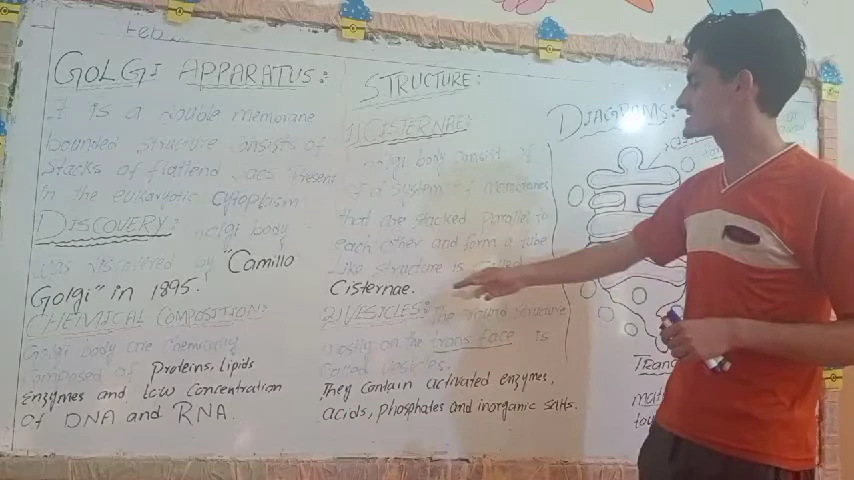 Feb
GOLGI APPARATUS:
It is a double memrane
bounded structure consists of
stacks of flattend sacs Present
In the eukaryotic cytoplasm
DISCOVERY: Golgi body
was discovered by "Camillo
Golgi" in 1895.
CHEMICAL COMPOSITION:
Golgi body are chemically
composed of Proteins, Lipids
enzymes and Low Concentration
of DNA and RNA.
STRUCTURE:
1) CISTERNAE:
Golgi body consist
of a system of membranes
that are stacked Parallel to
each other and form a tube
like structure is called
Cisternae.
2) VESICLES: The round structure
mostly on the trans face is
called vesicles.
They contain activated enzymes,
acids, phosphates and inorganic salts.
DIAGRAMS:
Tran
mat